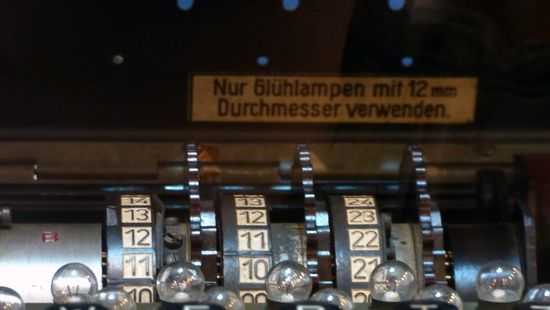 Nur Glühlampen mit 12 mm
Durchmesser verwenden.
14 13 24
13 12 23
B 12 11 22
11 10 21
10 09 20